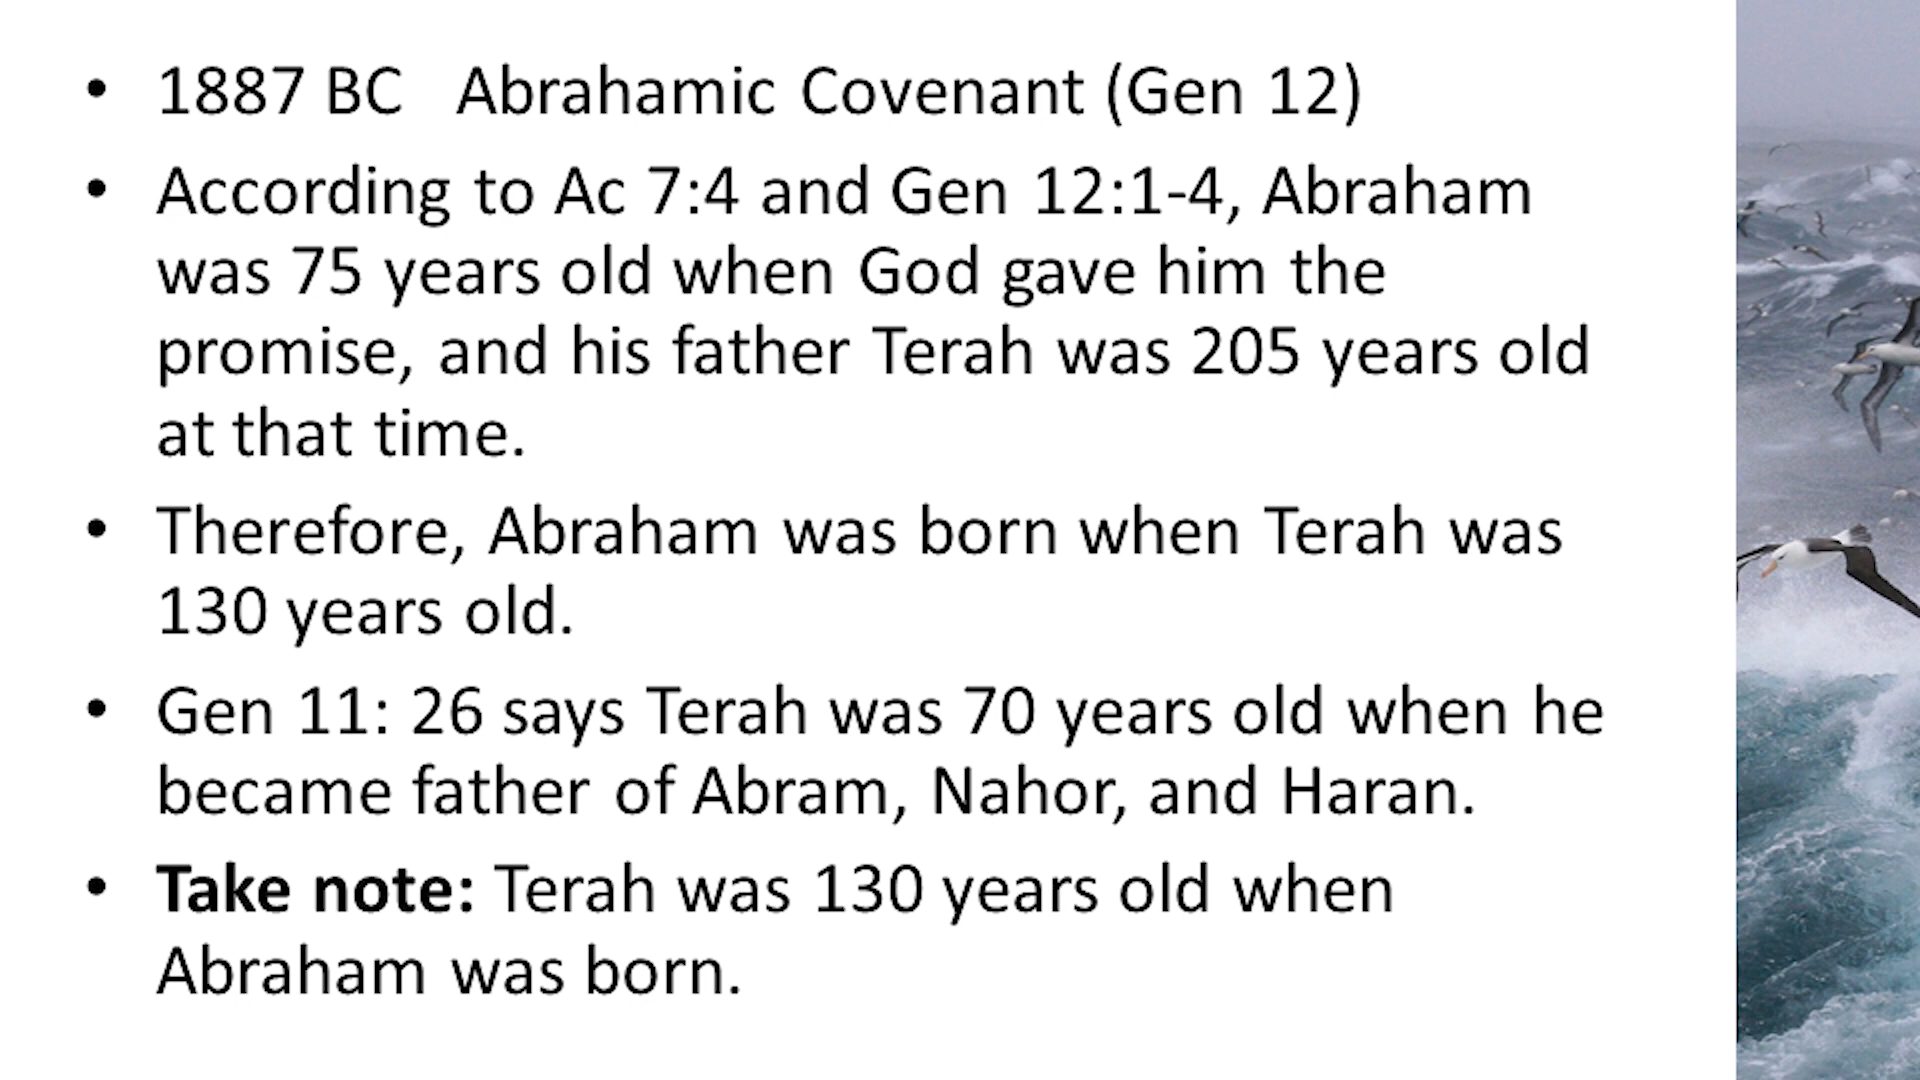 • 1887 BC   Abrahamic Covenant (Gen 12)
• According to Ac 7:4 and Gen 12:1-4, Abraham
was 75 years old when God gave him the
promise, and his father Terah was 205 years old
at that time.
• Therefore, Abraham was born when Terah was
130 years old.
• Gen 11: 26 says Terah was 70 years old when he
became father of Abram, Nahor, and Haran.
• Take note: Terah was 130 years old when
Abraham was born.